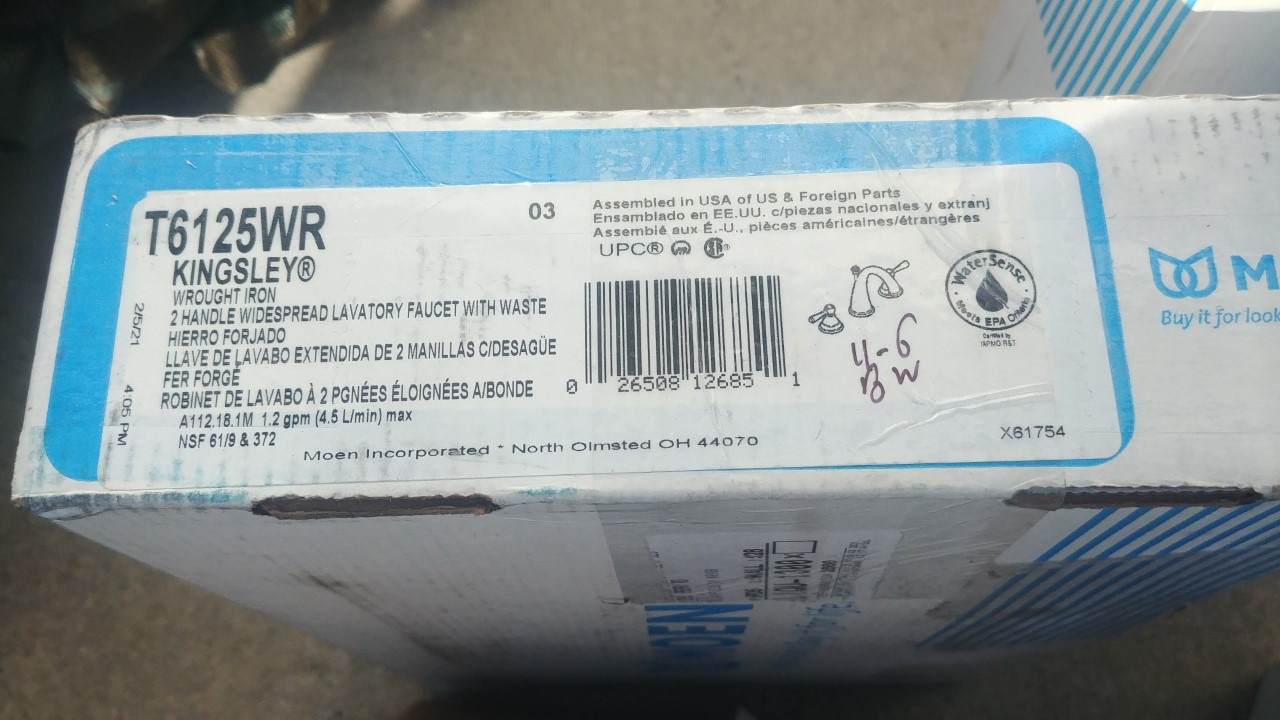 T6125WR
KINGSLEY®
WROUGHT IRON
2 HANDLE WIDESPREAD LAVATORY FAUCET WITH WASTE
HIERRO FORJADO
LLAVE DE LAVABO EXTENDIDA DE 2 MANILLAS C/DESAGÜE
FER FORGÉ
ROBINET DE LAVABO À 2 PGNÉES ÉLOIGNÉES A/BONDE
A112.18.1M 1.2 gpm (4.5 L/min) max
NSF 61/9 & 372
2/5/21 4:05 PM
03
Assembled in USA of US & Foreign Parts
Ensamblado en EE.UU. c/piezas nacionales y extranj
Assemblé aux É.-U., pièces américaines/étrangères
UPC®
0 26508 12685 1
WaterSense
Meets EPA Criteria
Certified by
IAPMO R&T
4-6
BW
Moen Incorporated * North Olmsted OH 44070
X61754
M
Buy it for look
OEN